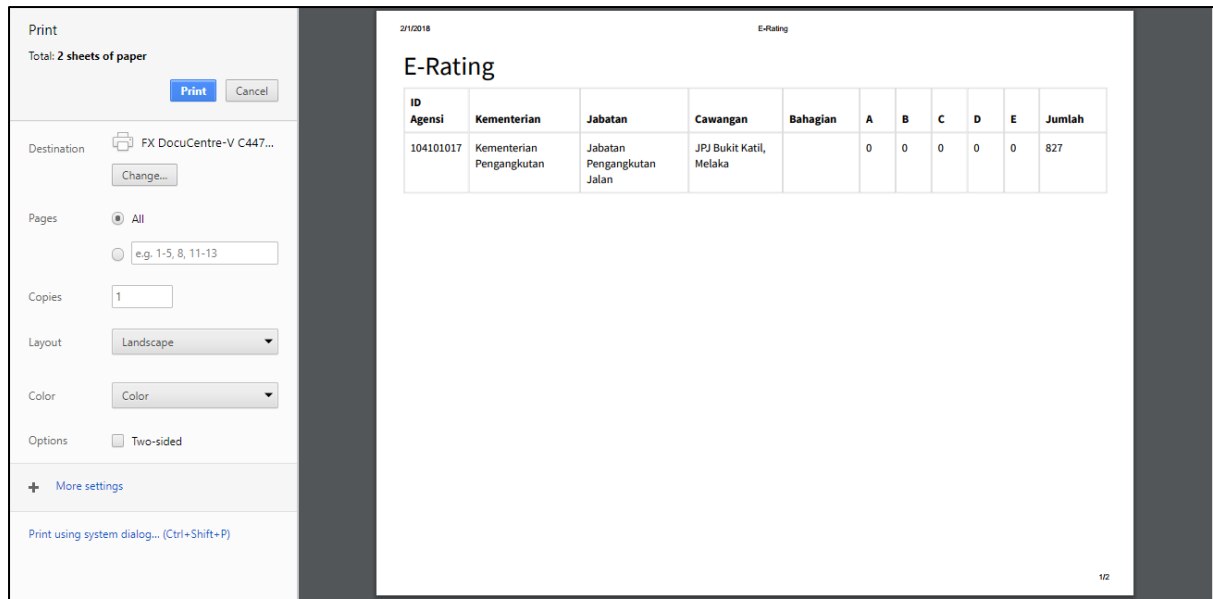 Print
Total: 2 sheets of paper
Print Cancel
Destination FX DocuCentre-V C447...
Change...
Pages All
e.g. 1-5, 8, 11-13
Copies 1
Layout Landscape
Color Color
Options Two-sided
More settings
Print using system dialog... (Ctrl+Shift+P)
2/1/2018 E-Rating
E-Rating
ID
Agensi Kementerian Jabatan Cawangan Bahagian A B C D E Jumlah
104101017 Kementerian Jabatan JPJ Bukit Katil, 0 0 0 0 0 827
Pengangkutan Pengangkutan Melaka
Jalan
1/2